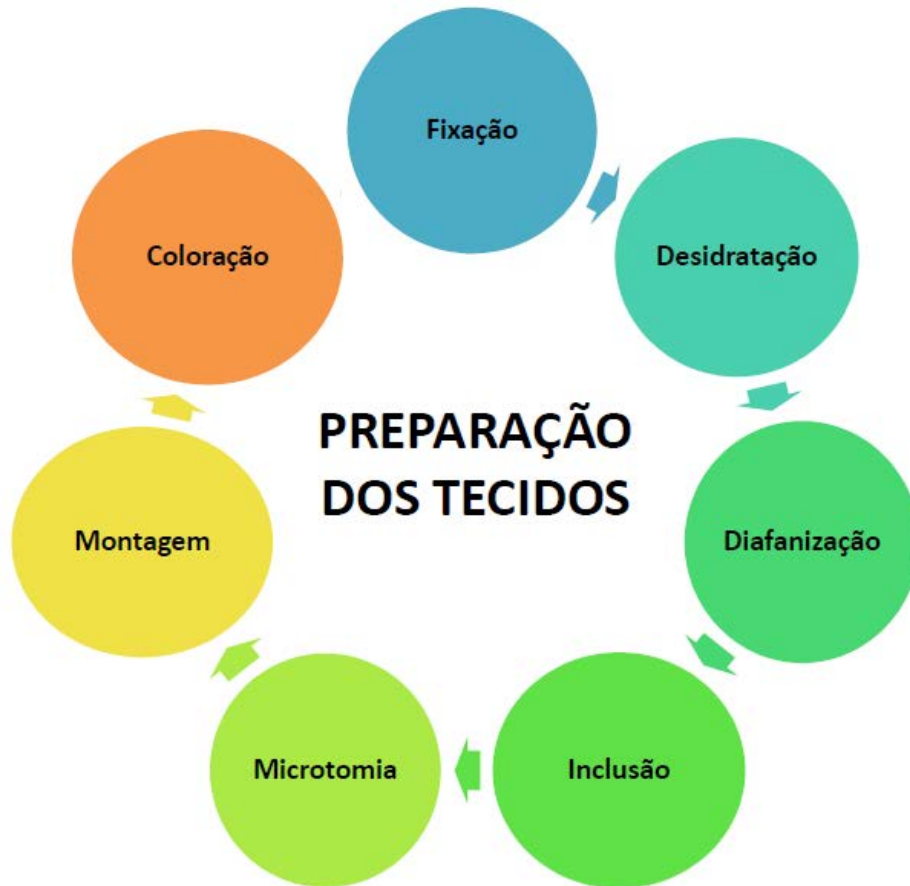 Fixação
Desidratação
Diafanização
Inclusão
Microtomia
Montagem
Coloração
PREPARAÇÃO
DOS TECIDOS